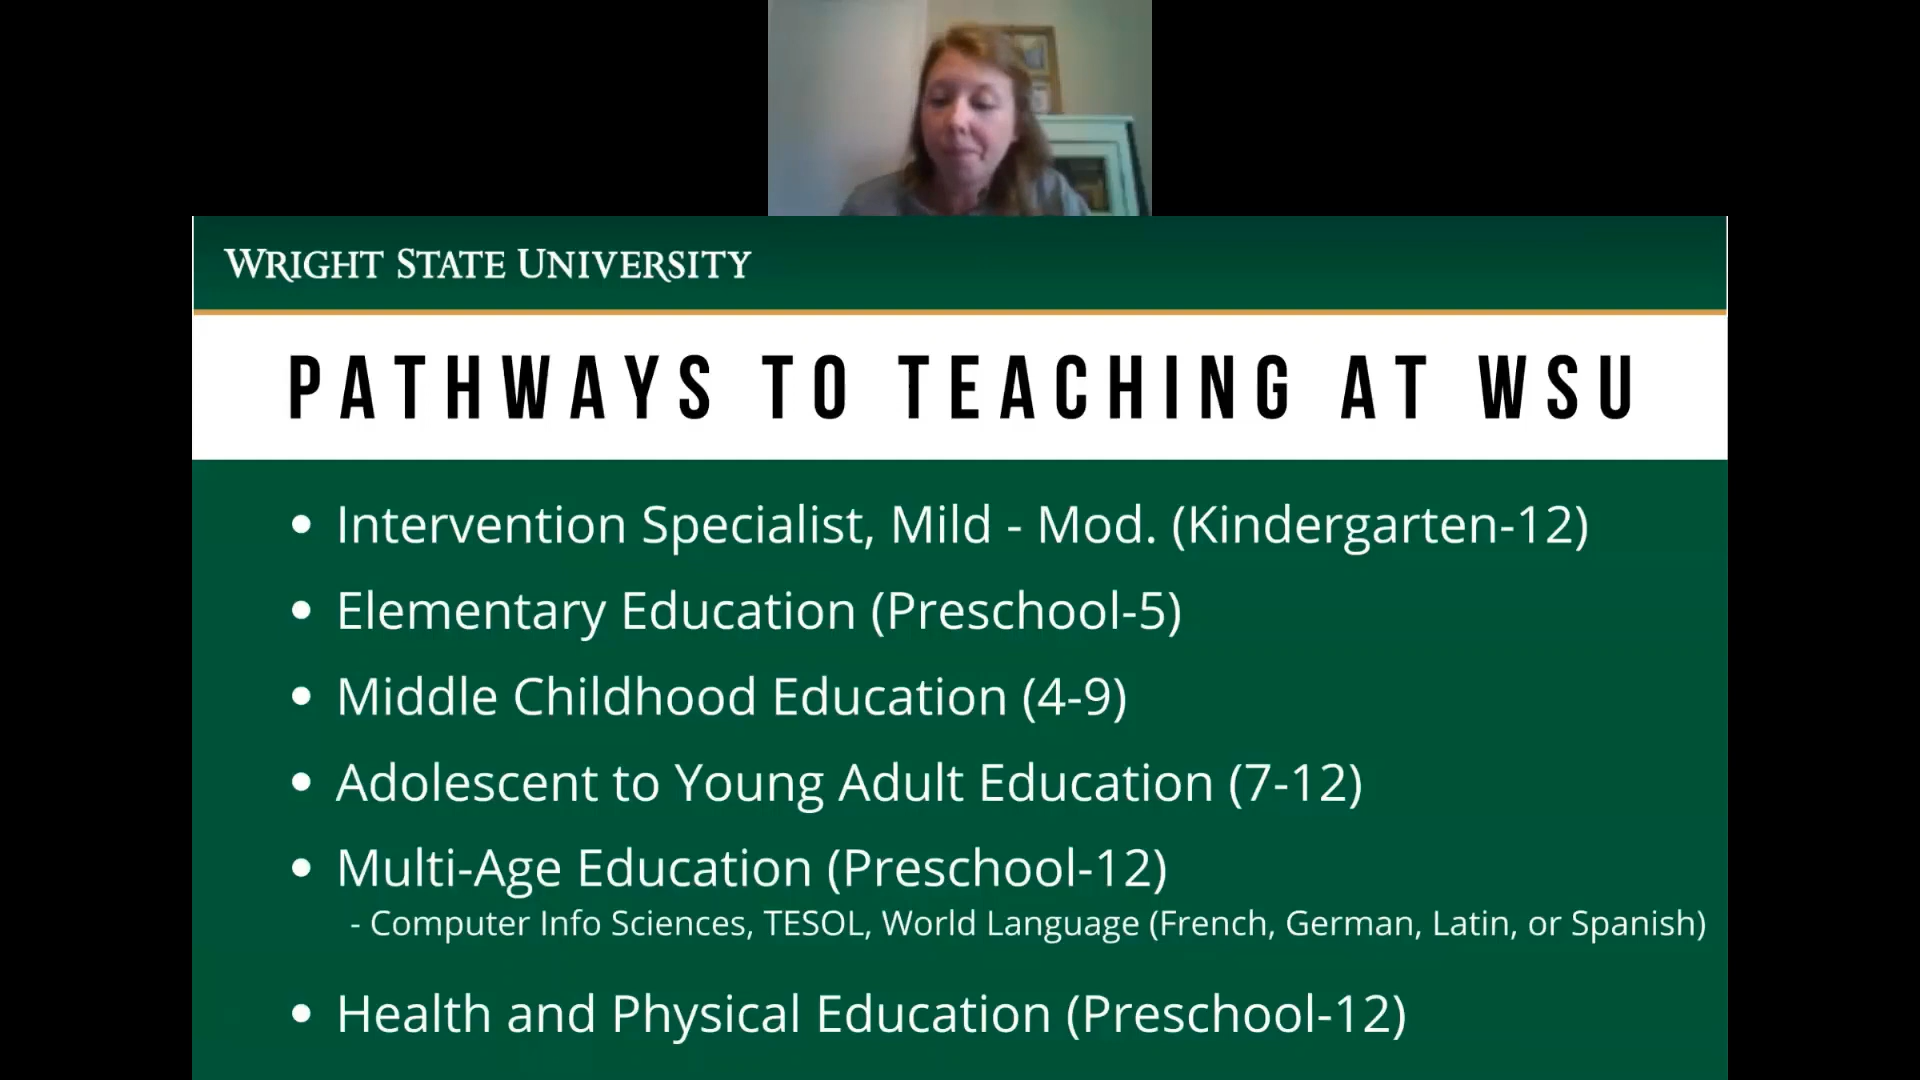 WRIGHT STATE UNIVERSITY
PATHWAYS TO TEACHING AT WSU
• Intervention Specialist, Mild - Mod. (Kindergarten-12)
• Elementary Education (Preschool-5)
• Middle Childhood Education (4-9)
• Adolescent to Young Adult Education (7-12)
• Multi-Age Education (Preschool-12)
- Computer Info Sciences, TESOL, World Language (French, German, Latin, or Spanish)
• Health and Physical Education (Preschool-12)